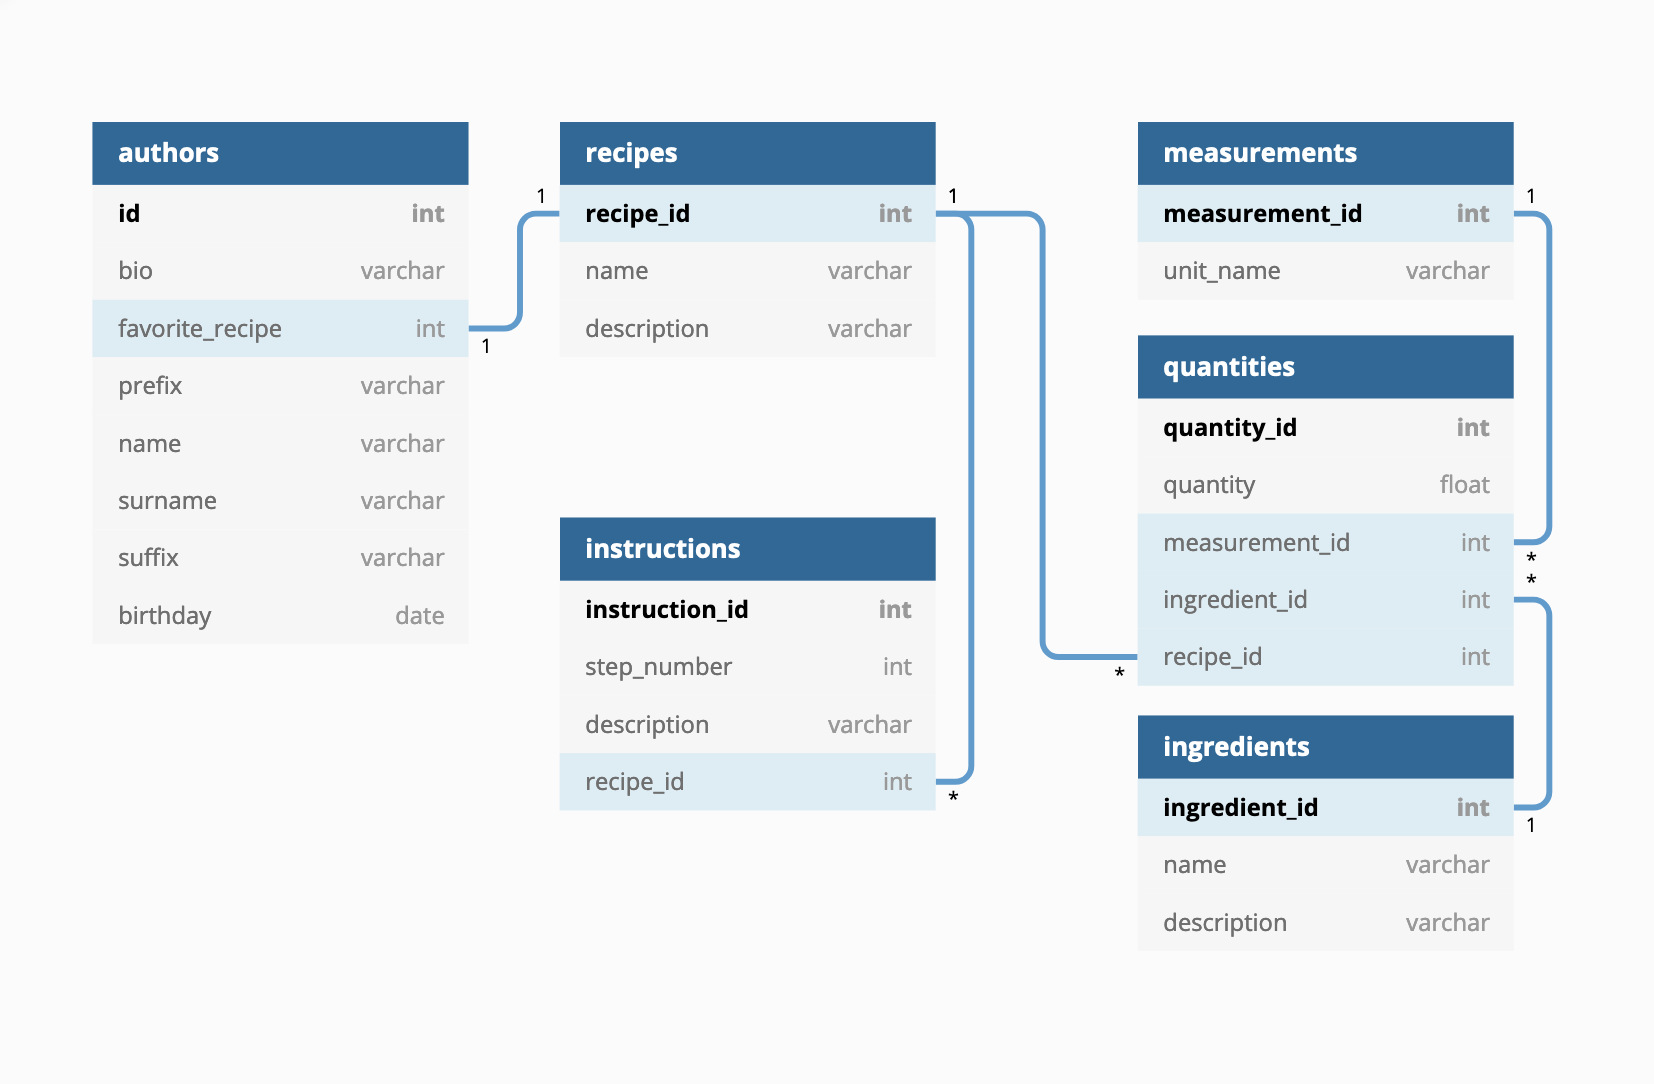 authors
id int
bio varchar
favorite_recipe int
prefix varchar
name varchar
surname varchar
suffix varchar
birthday date
1
1
recipes
recipe_id int
name varchar
description varchar
1
instructions
instruction_id int
step_number int
description varchar
recipe_id int
*
*
measurements
measurement_id int
unit_name varchar
1
quantities
quantity_id int
quantity float
measurement_id int
ingredient_id int
recipe_id int
*
*
ingredients
ingredient_id int
name varchar
description varchar
1